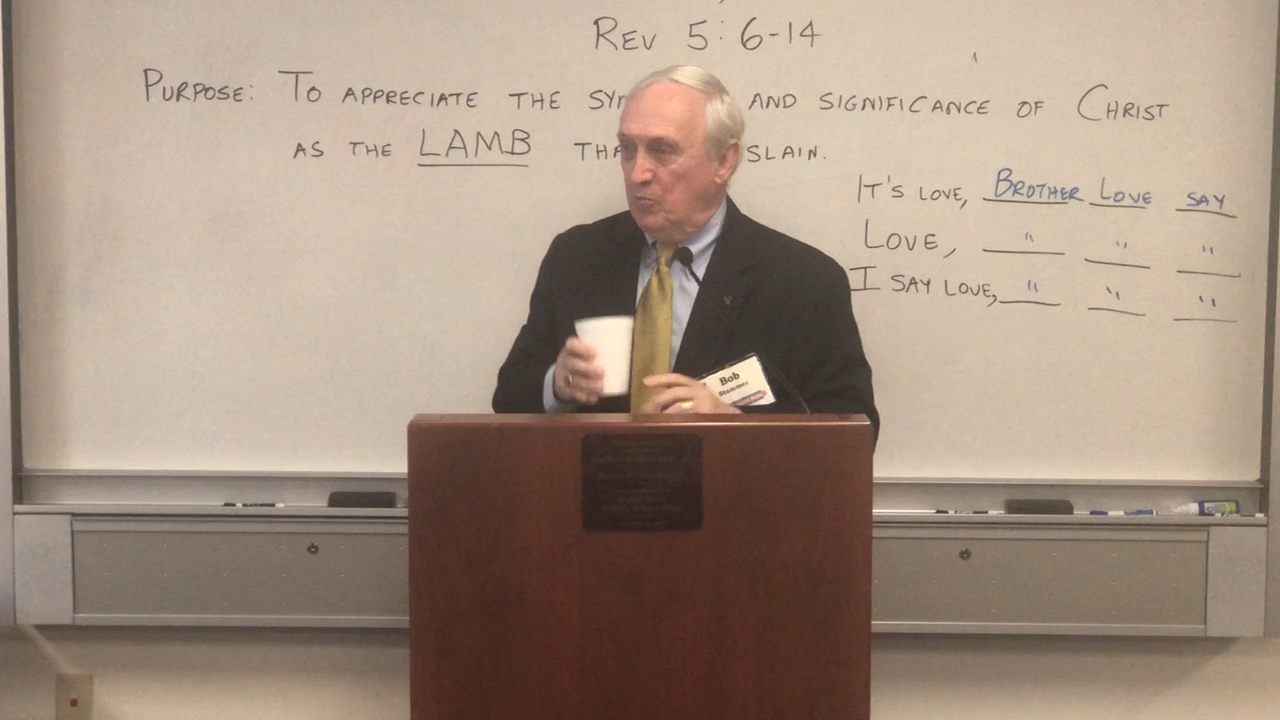 REV 5:6-14
PURPOSE: TO APPRECIATE THE SY AND SIGNIFICANCE OF CHRIST
AS THE LAMB THA SLAIN.
IT'S LOVE, BROTHER LOVE SAY
LOVE, " " "
I SAY LOVE, " " "
Bob